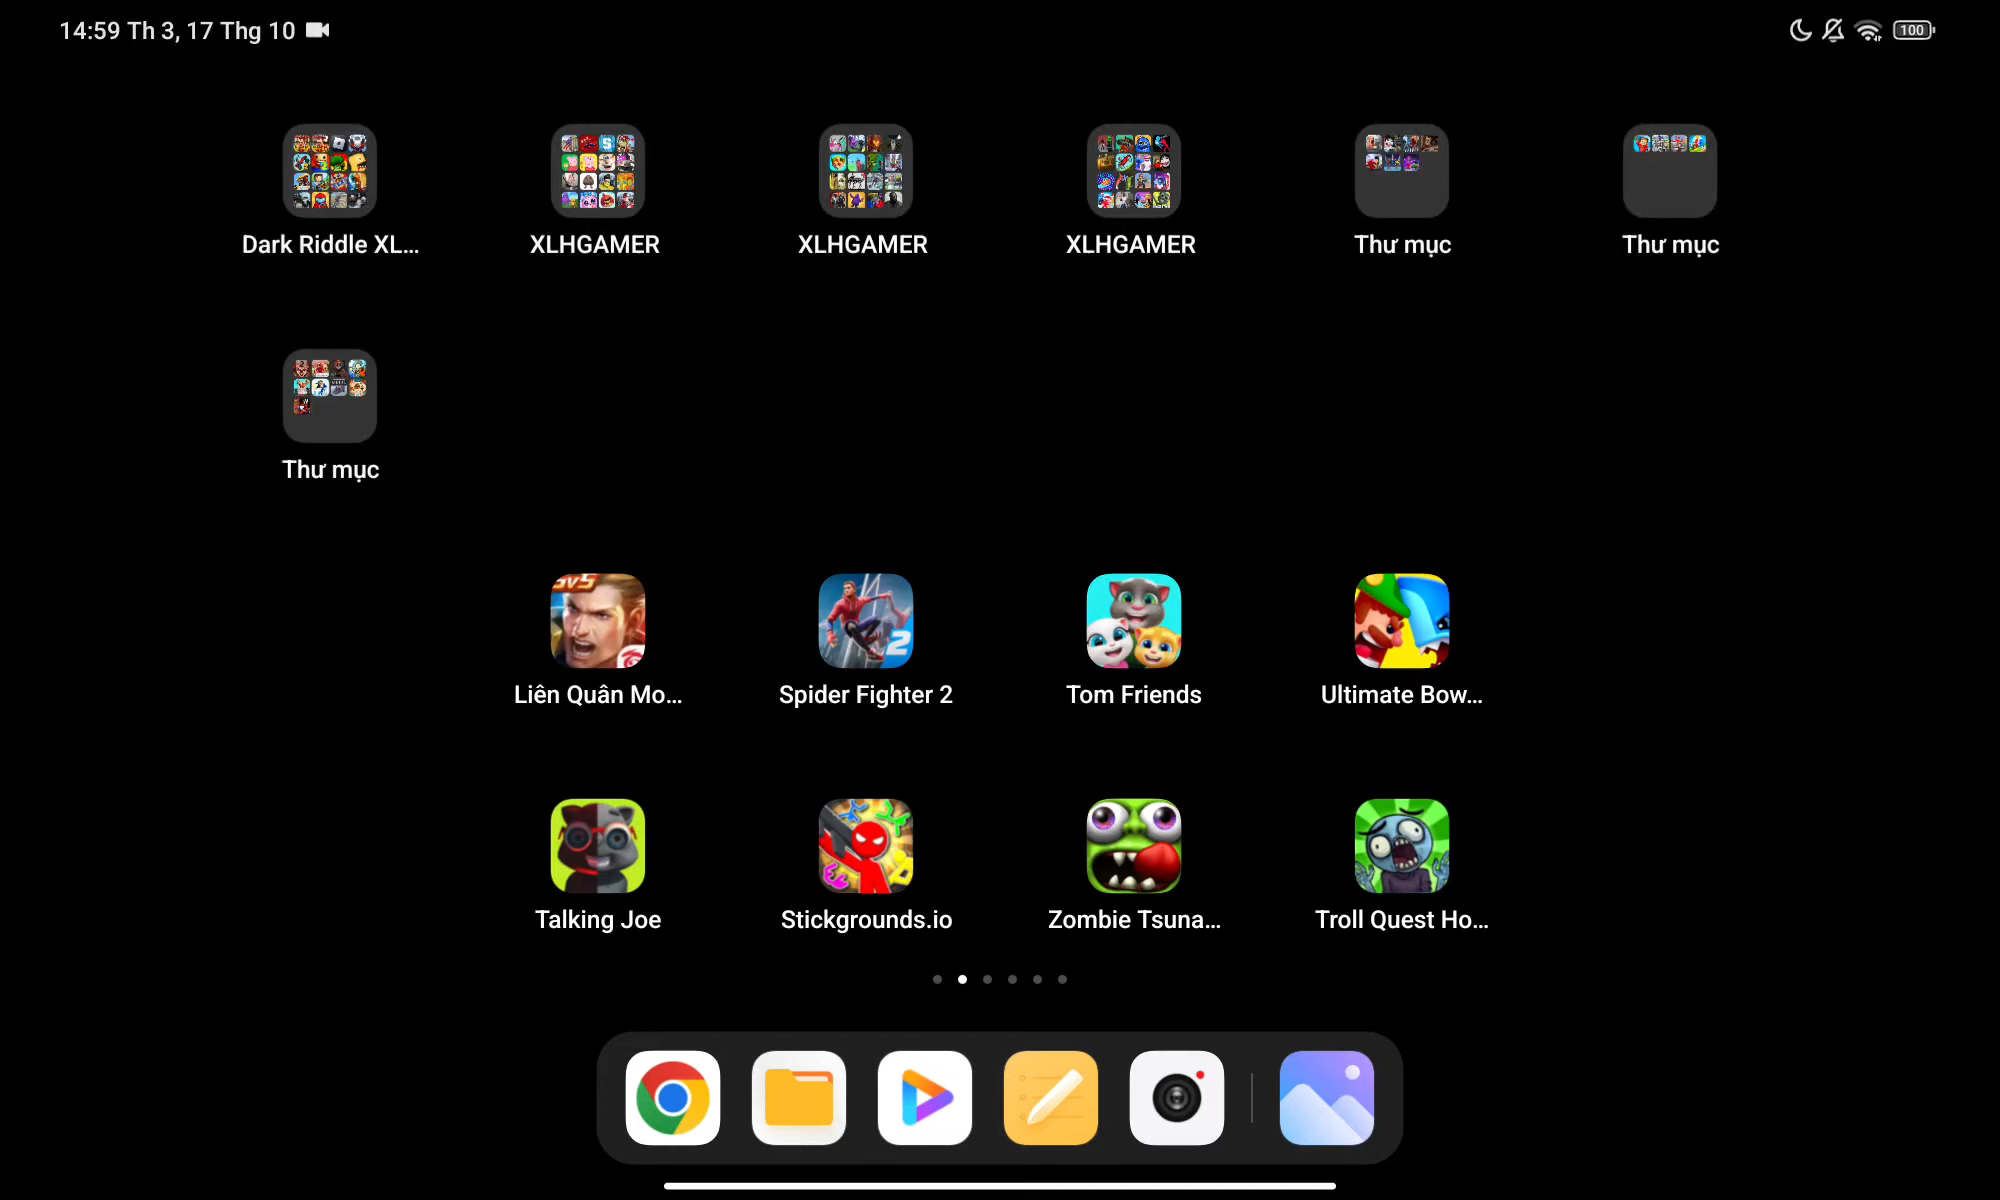 14:59 Th 3, 17 Thg 10
100
Dark Riddle XL...
XLHGAMER
XLHGAMER
XLHGAMER
Thư mục
Thư mục
Thư mục
5V5
2
Liên Quân Mo...
Spider Fighter 2
Tom Friends
Ultimate Bow...
Talking Joe
Stickgrounds.io
Zombie Tsuna...
Troll Quest Ho...